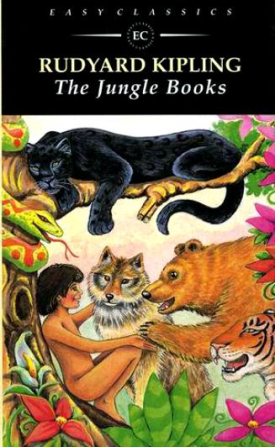 EASY CLASSICS
EC
RUDYARD KIPLING
The Jungle Books